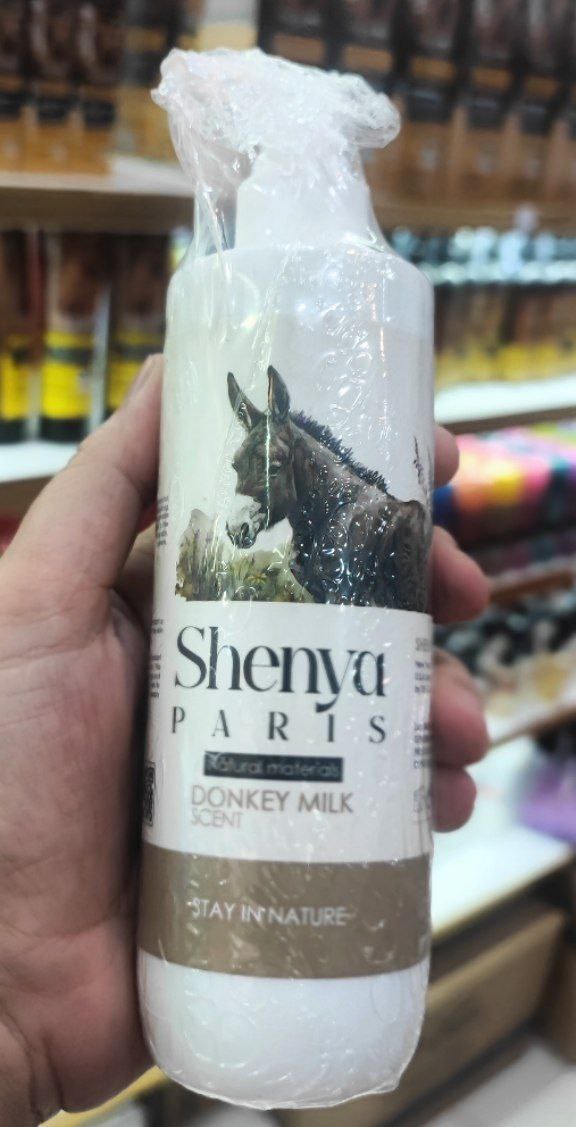 Shenya
PARIS
Natural materials
DONKEY MILK
SCENT
STAY IN NATURE